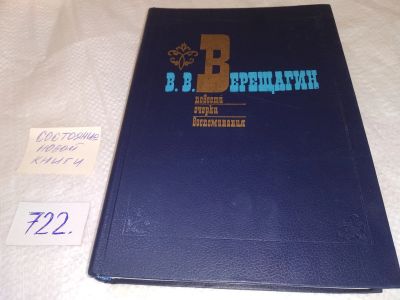 В. В. ВЕРЕЩАГИН
повести
очерки
воспоминания
СОСТОЯНИЕ
НОВОЙ
КНИГИ
722.